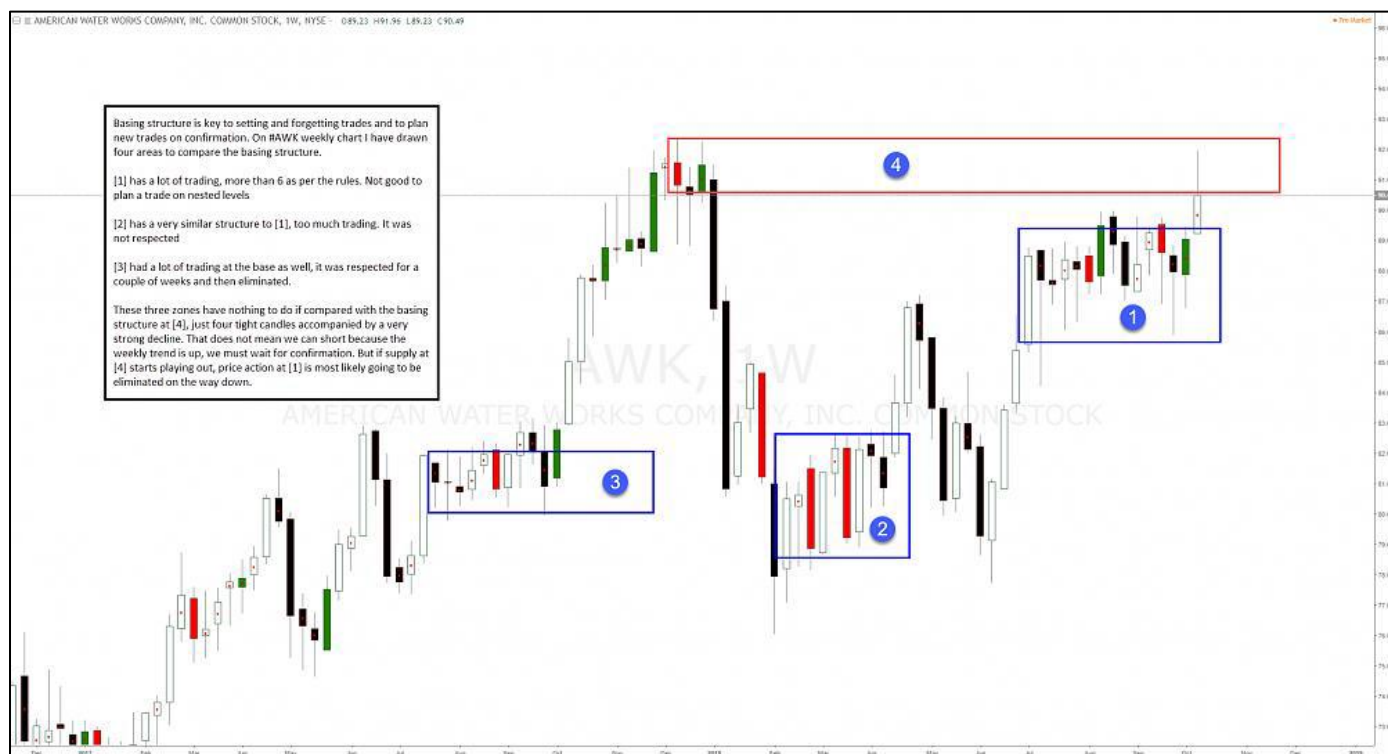 AMERICAN WATER WORKS COMPANY, INC. COMMON STOCK, 1W, NYSE - O89.23 H91.96 L89.23 C90.49
Pre Market
Basing structure is key to setting and forgetting trades and to plan
new trades on confirmation. On #AWK weekly chart I have drawn
four areas to compare the basing structure.
[1] has a lot of trading, more than 6 as per the rules. Not good to
plan a trade on nested levels
[2] has a very similar structure to [1], too much trading. It was
not respected
[3] had a lot of trading at the base as well, it was respected for a
couple of weeks and then eliminated.
These three zones have nothing to do if compared with the basing
structure at [4], just four tight candles accompanied by a very
strong decline. That does not mean we can short because the
weekly trend is up, we must wait for confirmation. But if supply at
[4] starts playing out, price action at [1] is most likely going to be
eliminated on the way down.
4
1
AWK, 1W
AMERICAN WATER WORKS COMPANY, INC. COMMON STOCK
3
2